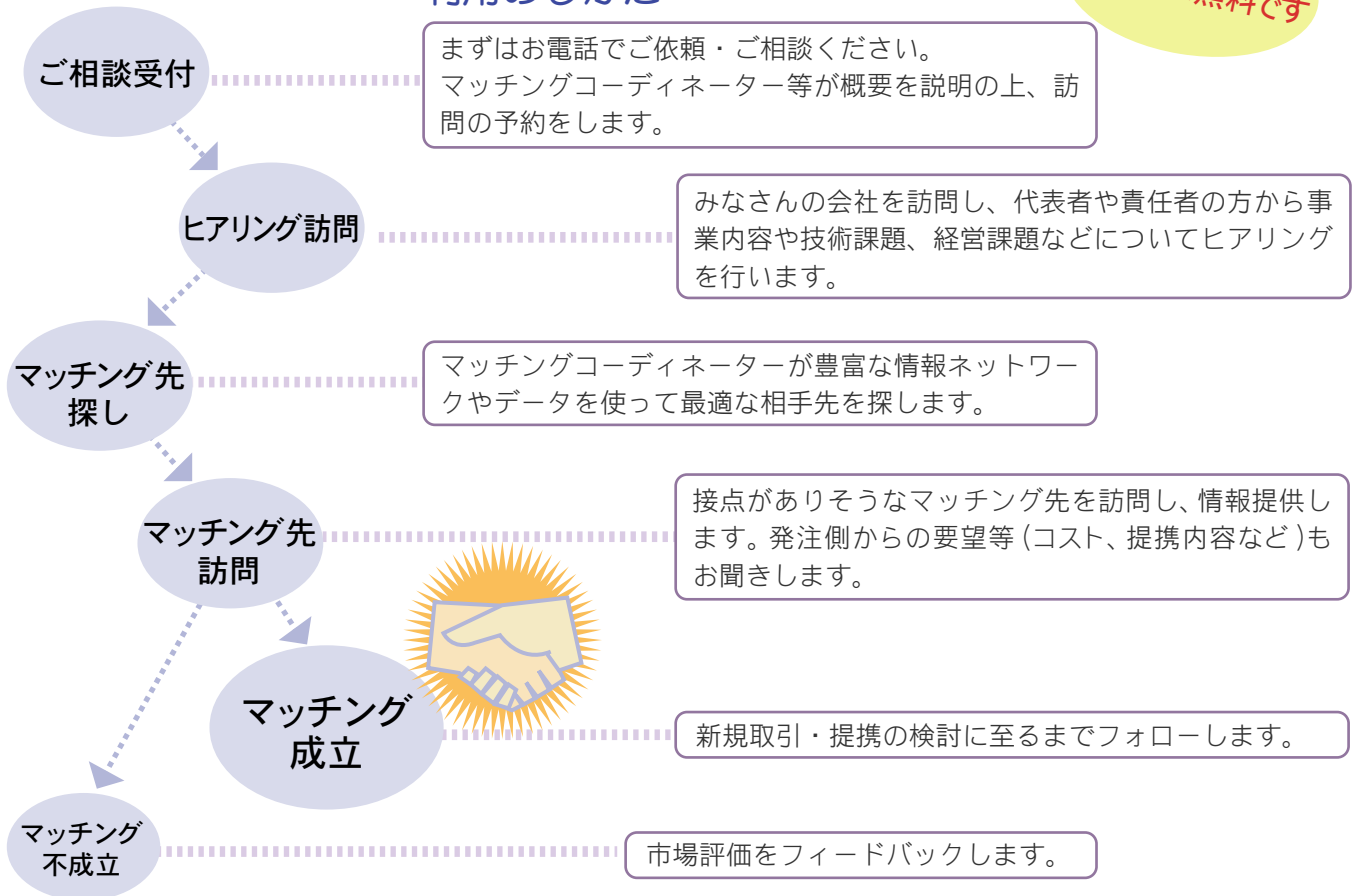 利用のしかた
無料です
ご相談受付
まずはお電話でご依頼・ご相談ください。
マッチングコーディネーター等が概要を説明の上、訪
問の予約をします。
ヒアリング訪問
みなさんの会社を訪問し、代表者や責任者の方から事
業内容や技術課題、経営課題などについてヒアリング
を行います。
マッチング先
探し
マッチングコーディネーターが豊富な情報ネットワー
クやデータを使って最適な相手先を探します。
マッチング先
訪問
接点がありそうなマッチング先を訪問し、情報提供し
ます。発注側からの要望等(コスト、提携内容など)も
お聞きします。
マッチング
成立
新規取引・提携の検討に至るまでフォローします。
マッチング
不成立
市場評価をフィードバックします。